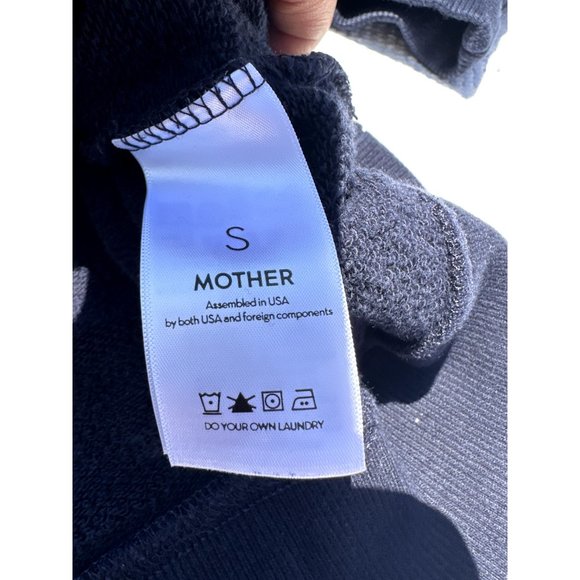 S
MOTHER
Assembled in USA
by both USA and foreign components
DO YOUR OWN LAUNDRY